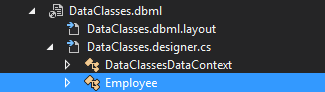 DataClasses.dbml
DataClasses.dbml.layout
DataClasses.designer.cs
DataClassesDataContext
Employee